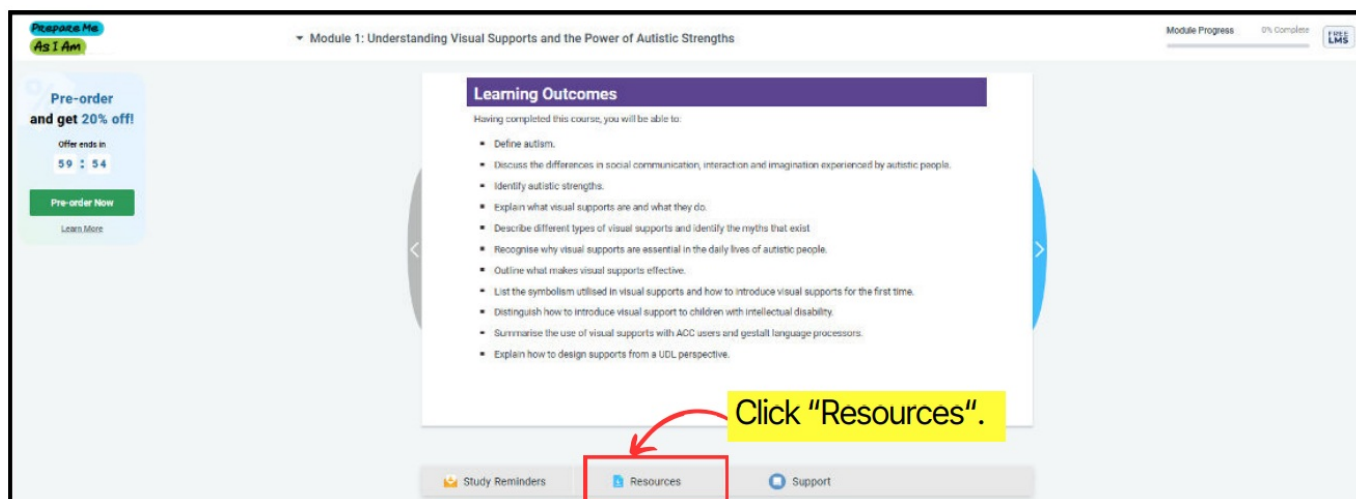 Prepare Me
As I Am
Module 1: Understanding Visual Supports and the Power of Autistic Strengths
Module Progress 0% Complete
FREE
LMS
Pre-order
and get 20% off!
Offer ends in
59 : 54
Pre-order Now
Learn More
Learning Outcomes
Having completed this course, you will be able to:
Define autism.
Discuss the differences in social communication, interaction and imagination experienced by autistic people.
Identify autistic strengths.
Explain what visual supports are and what they do.
Describe different types of visual supports and identify the myths that exist
Recognise why visual supports are essential in the daily lives of autistic people.
Outline what makes visual supports effective.
List the symbolism utilised in visual supports and how to introduce visual supports for the first time.
Distinguish how to introduce visual support to children with intellectual disability.
Summarise the use of visual supports with ACC users and gestalt language processors.
Explain how to design supports from a UDL perspective.
Click “Resources“.
Study Reminders
Resources
Support